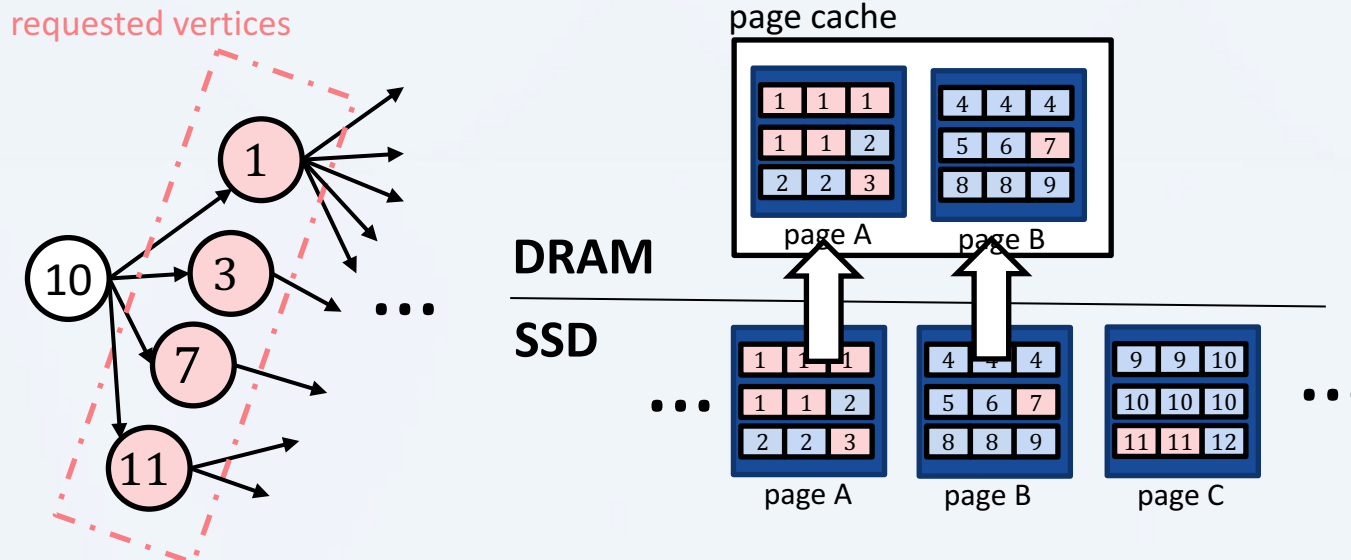 requested vertices
1
3
10
7
11
...
page cache
1 1 1
1 1 2
2 2 3
page A
4 4 4
5 6 7
8 8 9
page B
DRAM
SSD
...
1 1 1
1 1 2
2 2 3
page A
4 4 4
5 6 7
8 8 9
page B
9 9 10
10 10 10
11 11 12
page C
...